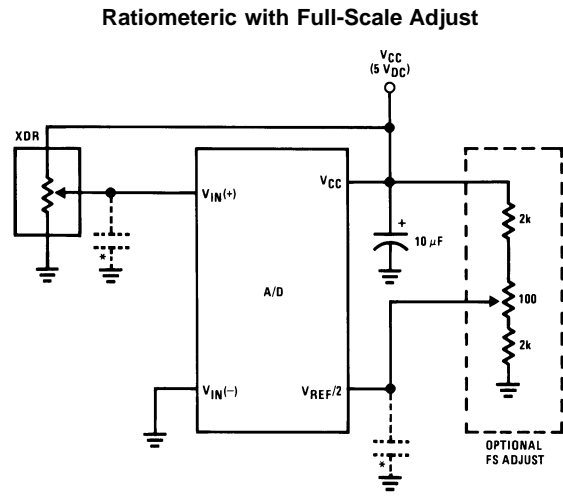 Ratiometeric with Full-Scale Adjust
VCC
(5 VDC)
XDR
VIN(+)
VCC
2k
+
10 µF
*
A/D
100
2k
VIN(—)
VREF/2
*
OPTIONAL
FS ADJUST